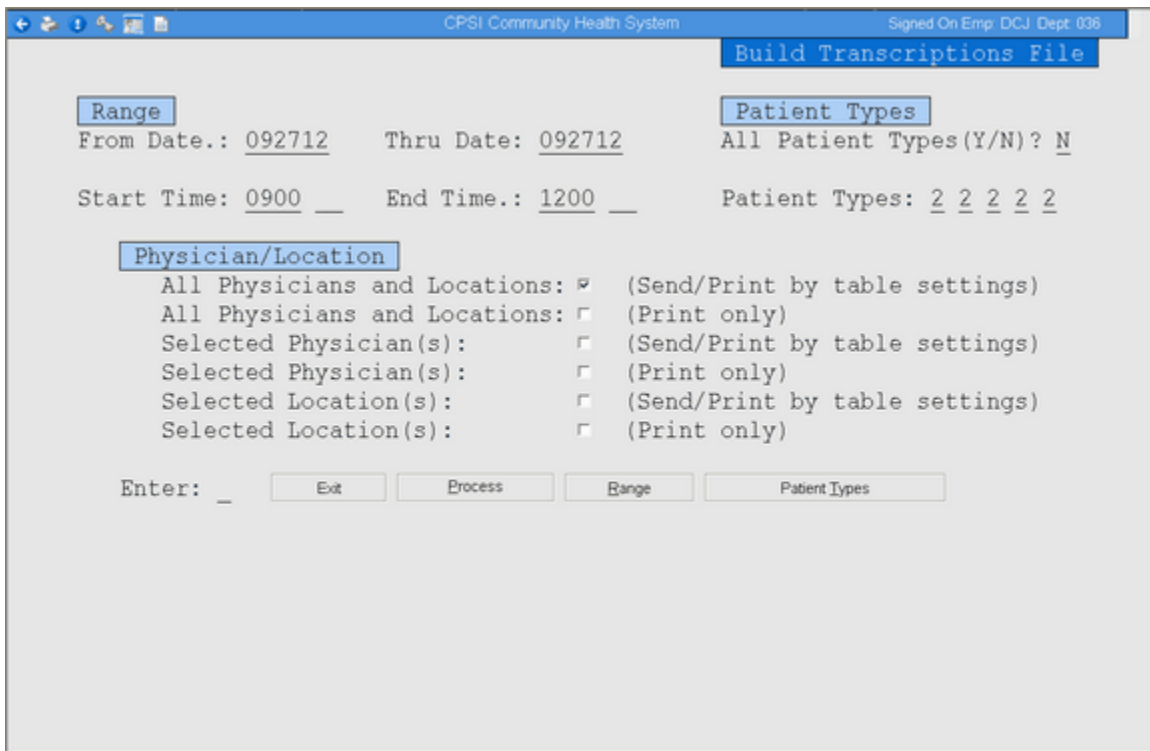 CPSI Community Health System Signed On Emp: DCJ Dept: 036
Build Transcriptions File
Range Patient Types
From Date.: 092712 Thru Date: 092712 All Patient Types(Y/N)? N
Start Time: 0900 __ End Time.: 1200 __ Patient Types: 2 2 2 2 2
Physician/Location
All Physicians and Locations: (Send/Print by table settings)
All Physicians and Locations: (Print only)
Selected Physician(s): (Send/Print by table settings)
Selected Physician(s): (Print only)
Selected Location(s): (Send/Print by table settings)
Selected Location(s): (Print only)
Enter: _ Exit Process Range Patient Types